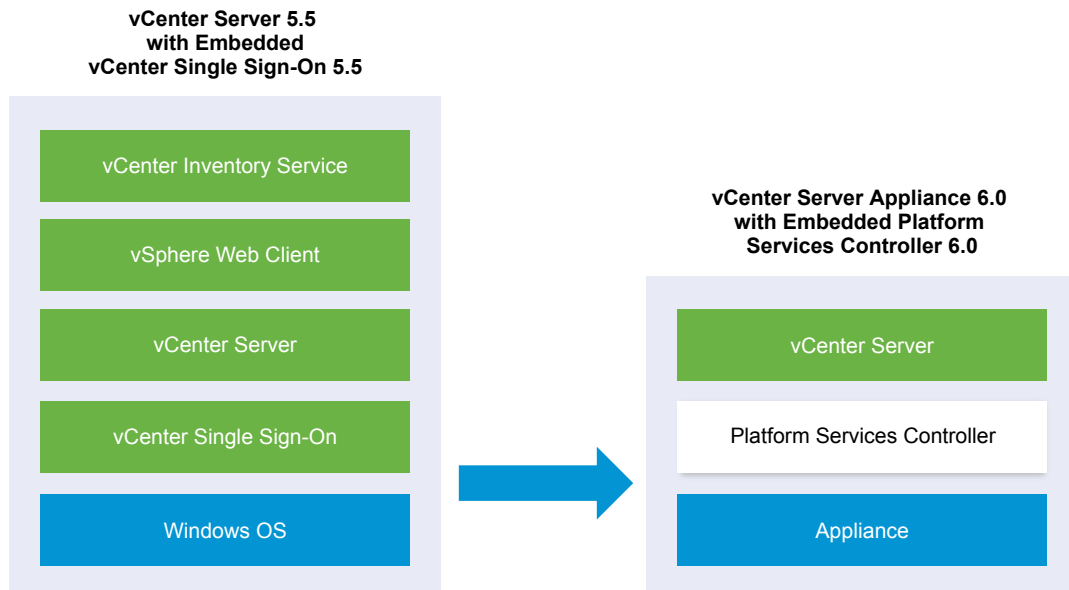 vCenter Server 5.5
with Embedded
vCenter Single Sign-On 5.5
vCenter Inventory Service
vSphere Web Client
vCenter Server
vCenter Single Sign-On
Windows OS
vCenter Server Appliance 6.0
with Embedded Platform
Services Controller 6.0
vCenter Server
Platform Services Controller
Appliance